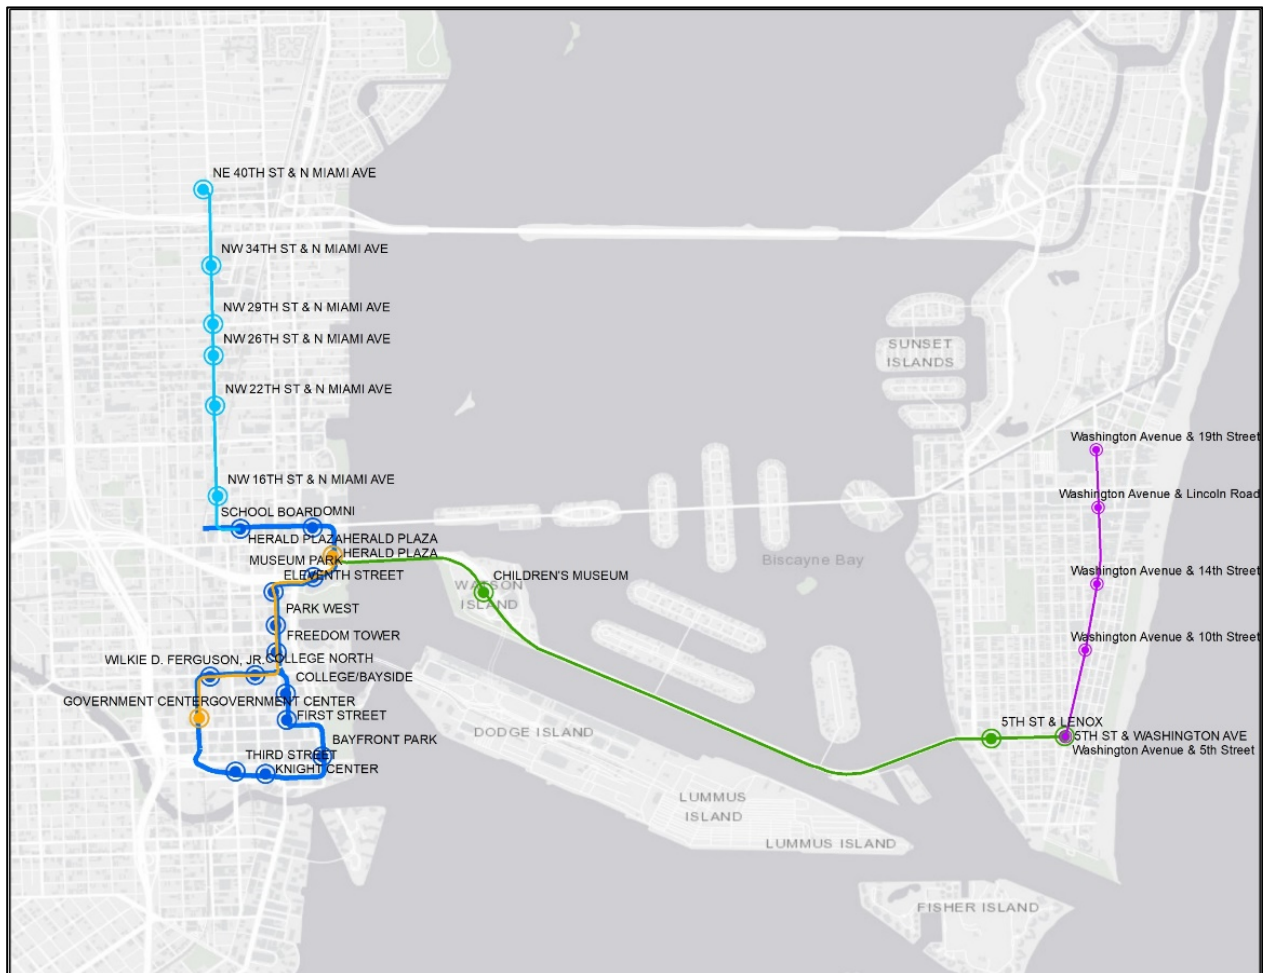 NE 40TH ST & N MIAMI AVE
NW 34TH ST & N MIAMI AVE
NW 29TH ST & N MIAMI AVE
NW 26TH ST & N MIAMI AVE
SUNSET
ISLANDS
NW 22TH ST & N MIAMI AVE
Washington Avenue & 19th Street
NW 16TH ST & N MIAMI AVE
Washington Avenue & Lincoln Road
SCHOOL BOARD
OMNI
HERALD PLAZA
HERALD PLAZA
HERALD PLAZA
MUSEUM PARK
Biscayne Bay
ELEVENTH STREET
CHILDREN'S MUSEUM
WATSON
ISLAND
Washington Avenue & 14th Street
PARK WEST
FREEDOM TOWER
Washington Avenue & 10th Street
WILKIE D. FERGUSON, JR.
COLLEGE NORTH
COLLEGE/BAYSIDE
GOVERNMENT CENTER
GOVERNMENT CENTER
FIRST STREET
5TH ST & LENOX
DODGE ISLAND
BAYFRONT PARK
5TH ST & WASHINGTON AVE
Washington Avenue & 5th Street
THIRD STREET
KNIGHT CENTER
LUMMUS
ISLAND
LUMMUS ISLAND
FISHER ISLAND